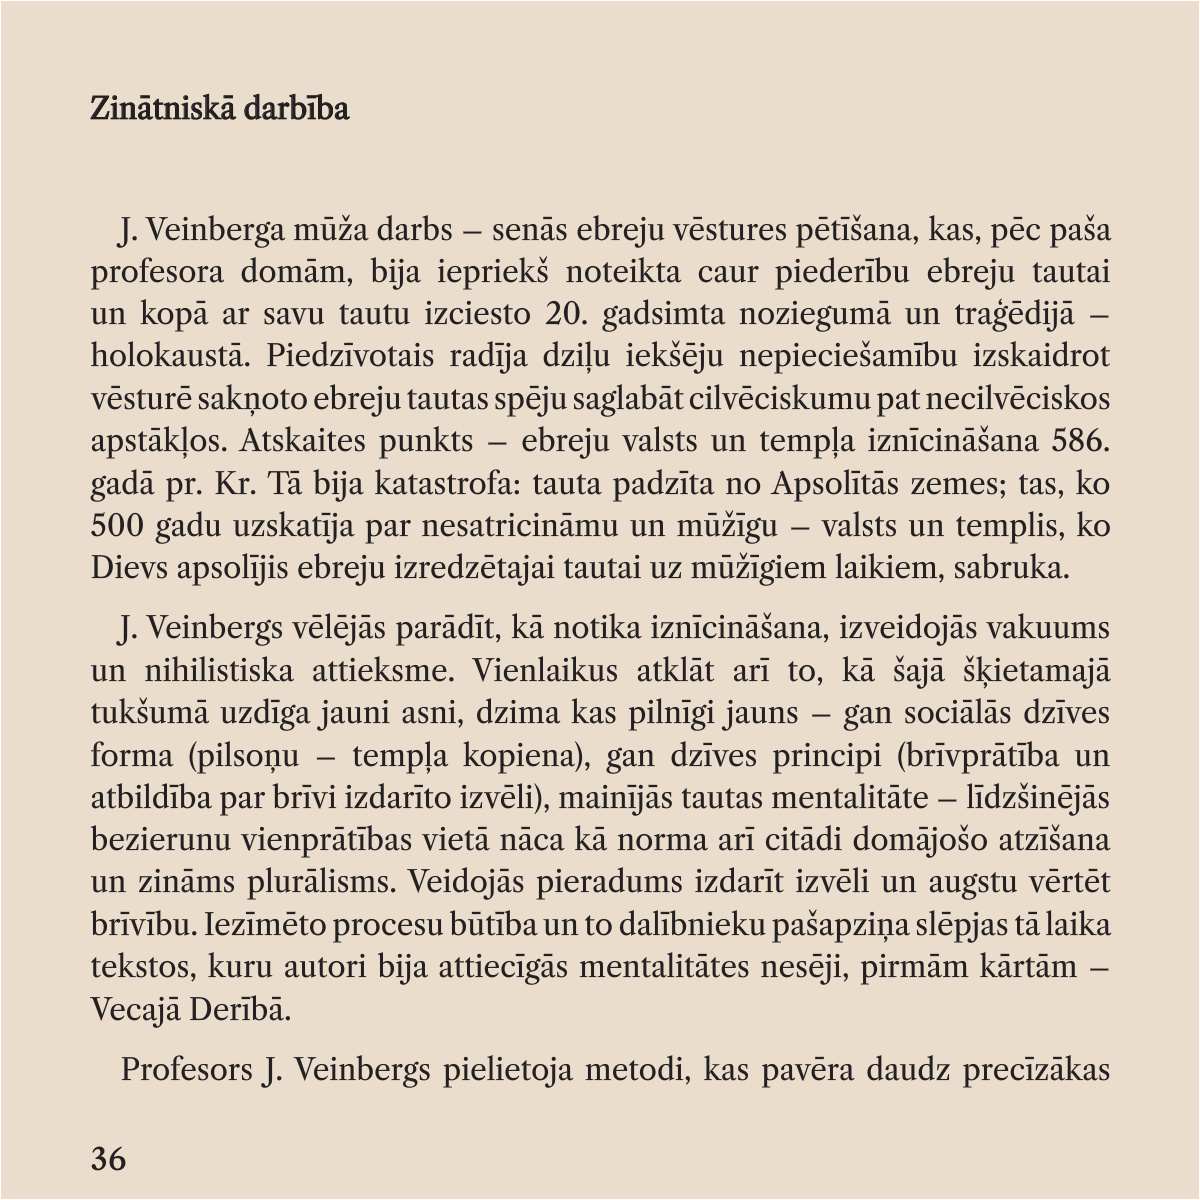 Zinātniskā darbība
J. Veinberga mūža darbs – senās ebreju vēstures pētīšana, kas, pēc paša
profesora domām, bija iepriekš noteikta caur piederību ebreju tautai
un kopā ar savu tautu izciesto 20. gadsimta noziegumā un traģēdijā –
holokaustā. Piedzīvotais radīja dziļu iekšēju nepieciešamību izskaidrot
vēsturē sakņoto ebreju tautas spēju saglabāt cilvēciskumu pat necilvēciskos
apstākļos. Atskaites punkts – ebreju valsts un tempļa iznīcināšana 586.
gadā pr. Kr. Tā bija katastrofa: tauta padzīta no Apsolītās zemes; tas, ko
500 gadu uzskatīja par nesatricināmu un mūžīgu – valsts un templis, ko
Dievs apsolījis ebreju izredzētajai tautai uz mūžīgiem laikiem, sabruka.
J. Veinbergs vēlējās parādīt, kā notika iznīcināšana, izveidojās vakuums
un nihilistiska attieksme. Vienlaikus atklāt arī to, kā šajā šķietamajā
tukšumā uzdīga jauni asni, dzima kas pilnīgi jauns – gan sociālās dzīves
forma (pilsoņu – tempļa kopiena), gan dzīves principi (brīvprātība un
atbildība par brīvi izdarīto izvēli), mainījās tautas mentalitāte – līdzšinējās
bezierunu vienprātības vietā nāca kā norma arī citādi domājošo atzīšana
un zināms plurālisms. Veidojās pieradums izdarīt izvēli un augstu vērtēt
brīvību. Iezīmēto procesu būtība un to dalībnieku pašapziņa slēpjas tā laika
tekstos, kuru autori bija attiecīgās mentalitātes nesēji, pirmām kārtām –
Vecajā Derībā.
Profesors J. Veinbergs pielietoja metodi, kas pavēra daudz precīzākas
36